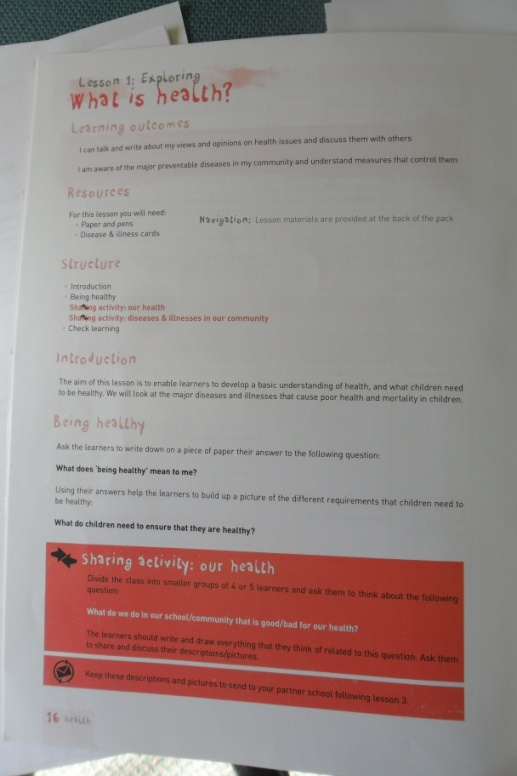 Lesson 1: Exploring
What is health?
Learning outcomes
I can talk and write about my views and opinions on health issues and discuss them with others
I am aware of the major preventable diseases in my community and understand measures that control them
Resources
For this lesson you will need:
• Paper and pens
• Disease & illness cards
Navigation: Lesson materials are provided at the back of the pack
Structure
• Introduction
• Being healthy
Sharing activity: our health
Sharing activity: diseases & illnesses in our community
• Check learning
Introduction
The aim of this lesson is to enable learners to develop a basic understanding of health, and what children need
to be healthy. We will look at the major diseases and illnesses that cause poor health and mortality in children.
Being healthy
Ask the learners to write down on a piece of paper their answer to the following question:
What does 'being healthy' mean to me?
Using their answers help the learners to build up a picture of the different requirements that children need to
be healthy:
What do children need to ensure that they are healthy?
Sharing activity: our health
Divide the class into smaller groups of 4 or 5 learners and ask them to think about the following
question:
What do we do in our school/community that is good/bad for our health?
The learners should write and draw everything that they think of related to this question. Ask them
to share and discuss their descriptions/pictures.
Keep these descriptions and pictures to send to your partner school following lesson 3.
16 health